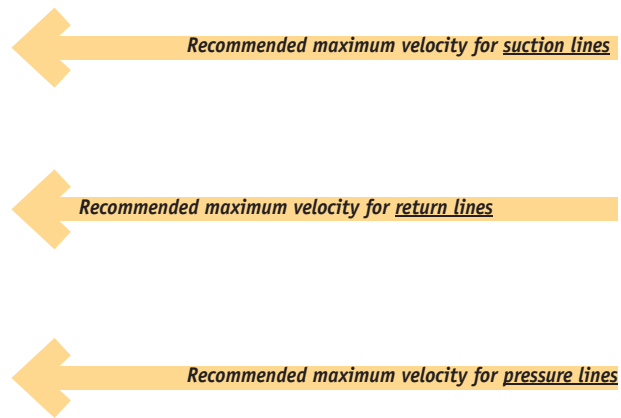 Recommended maximum velocity for suction lines
Recommended maximum velocity for return lines
Recommended maximum velocity for pressure lines